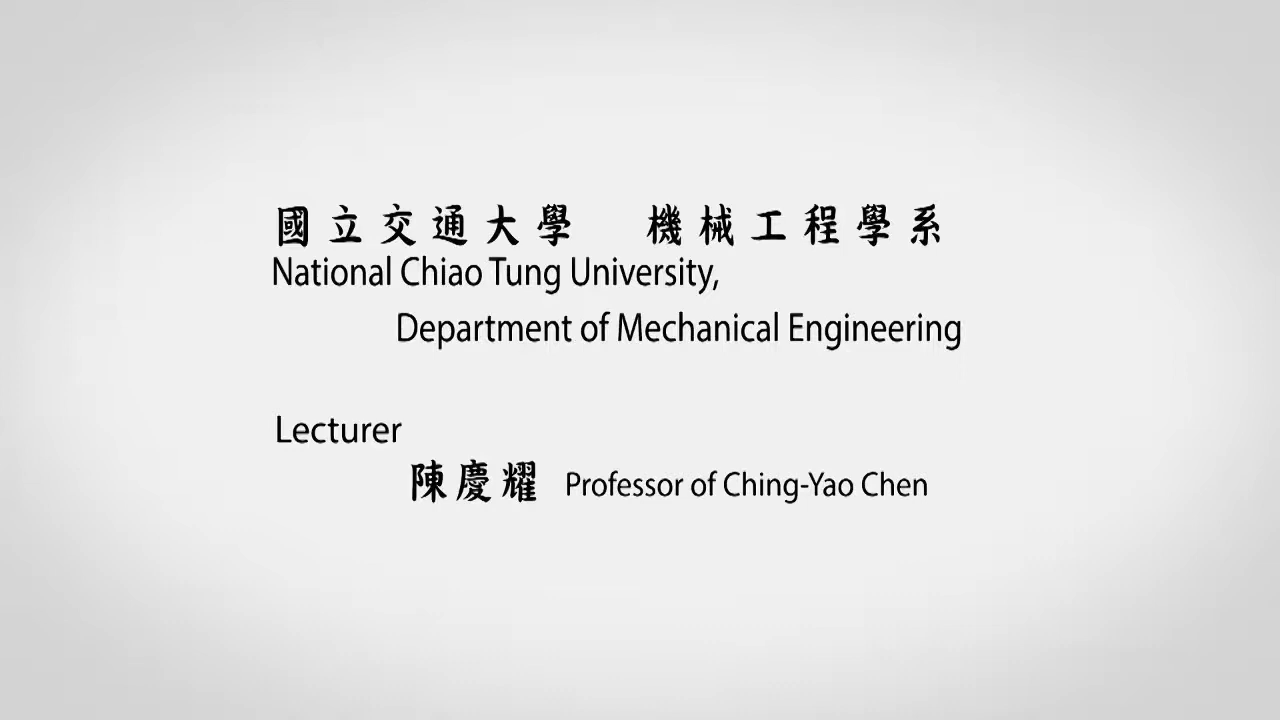 國立交通大學 機械工程學系
National Chiao Tung University,
Department of Mechanical Engineering
Lecturer
陳慶耀 Professor of Ching-Yao Chen